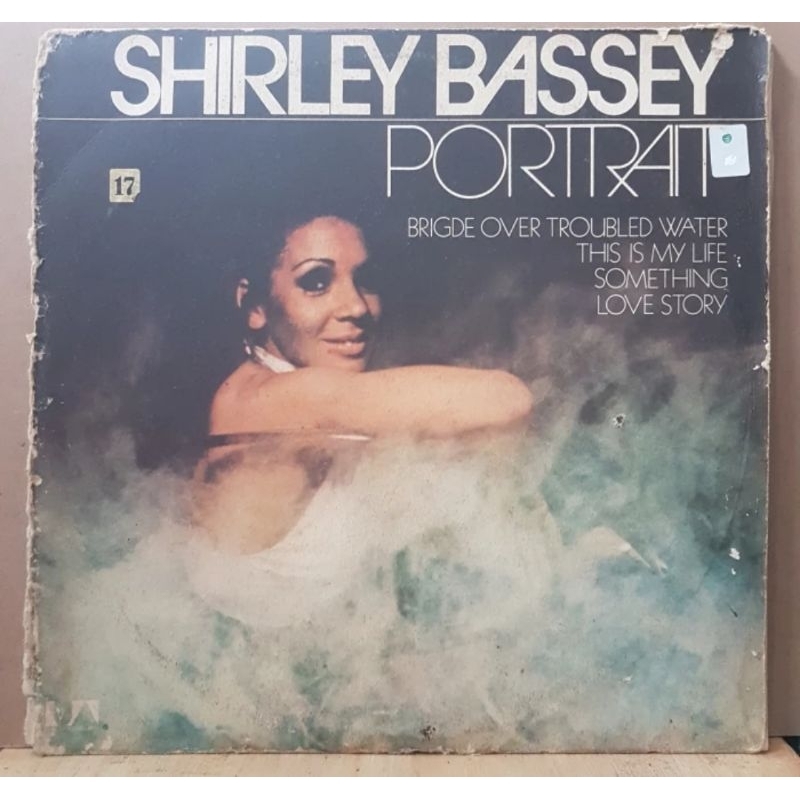 SHIRLEY BASSEY
PORTRAIT
17
BRIGDE OVER TROUBLED WATER
THIS IS MY LIFE
SOMETHING
LOVE STORY